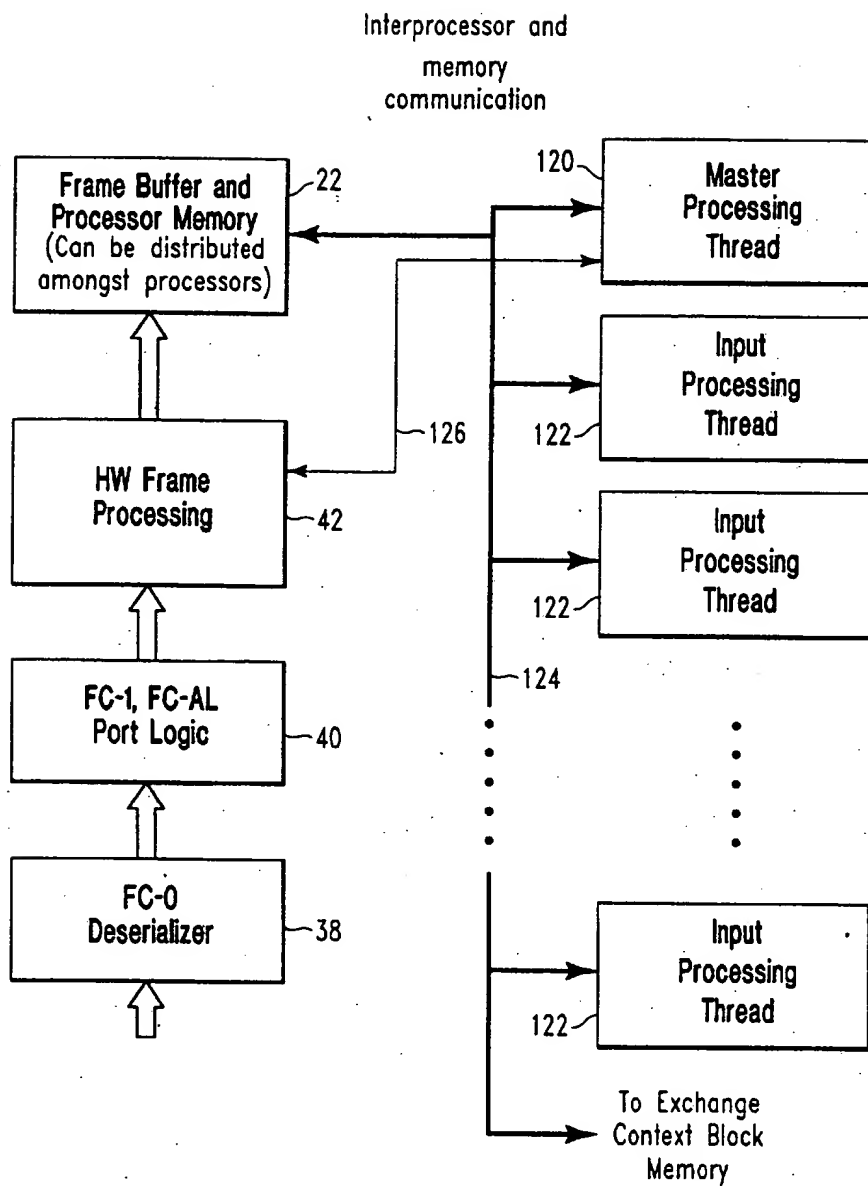 Interprocessor and
memory
communication
Frame Buffer and
Processor Memory
(Can be distributed
amongst processors)
22
HW Frame
Processing
42
FC-1, FC-AL
Port Logic
40
FC-0
Deserializer
38
120
Master
Processing
Thread
126
Input
Processing
Thread
122
Input
Processing
Thread
122
124
Input
Processing
Thread
122
To Exchange
Context Block
Memory